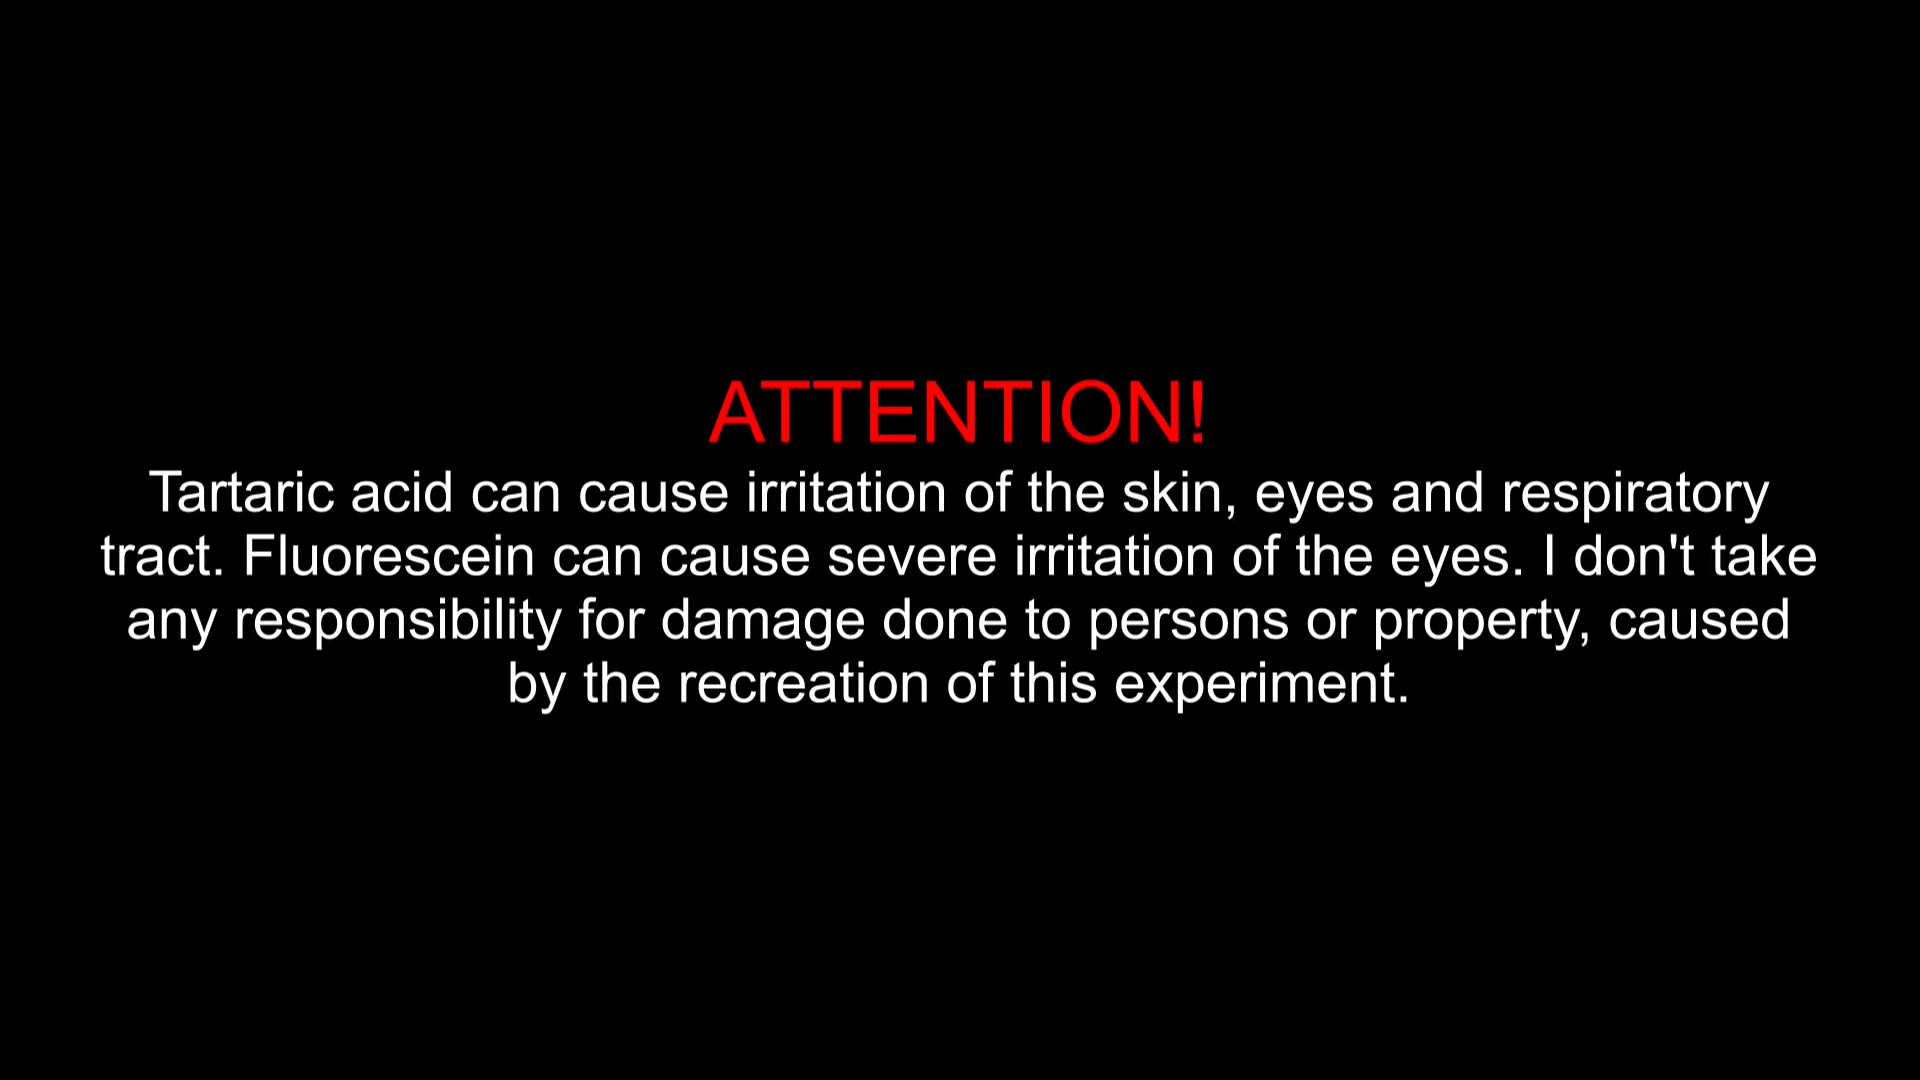 ATTENTION!
Tartaric acid can cause irritation of the skin, eyes and respiratory
tract. Fluorescein can cause severe irritation of the eyes. I don't take
any responsibility for damage done to persons or property, caused
by the recreation of this experiment.